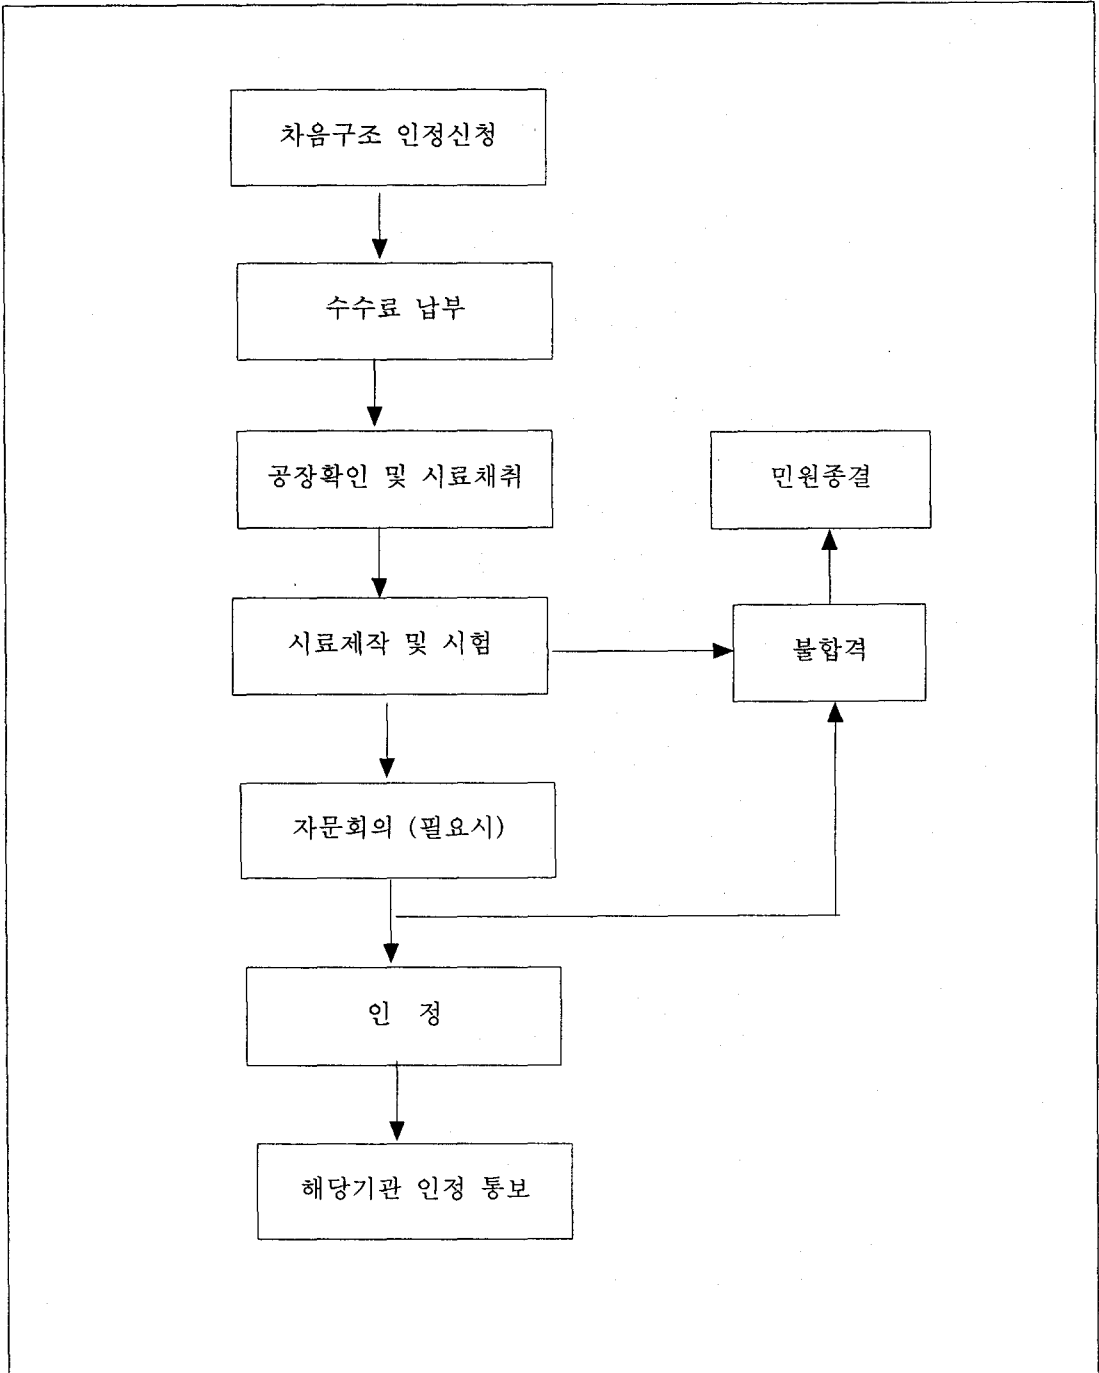 차음구조 인정신청
수수료 납부
공장확인 및 시료채취
민원종결
시료제작 및 시험
불합격
자문회의 (필요시)
인 정
해당기관 인정 통보